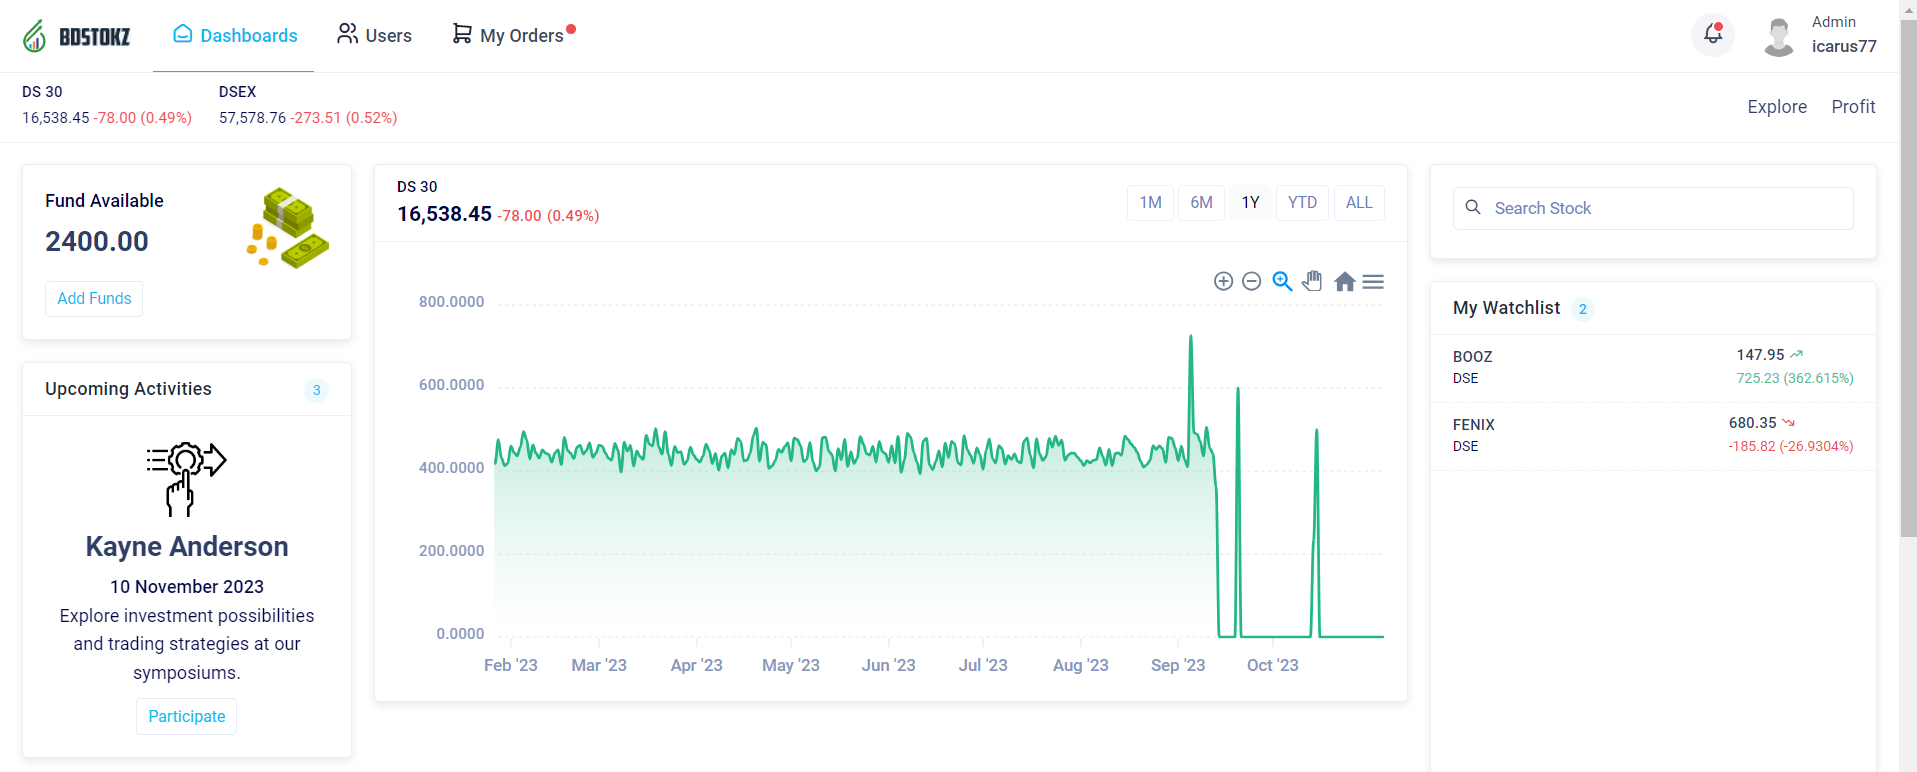 BDSTOKZ
Dashboards
Users
My Orders
Admin
icarus77
DS 30
16,538.45 -78.00 (0.49%)
DSEX
57,578.76 -273.51 (0.52%)
Explore
Profit
Fund Available
2400.00
Add Funds
Upcoming Activities
3
Kayne Anderson
10 November 2023
Explore investment possibilities
and trading strategies at our
symposiums.
Participate
DS 30
16,538.45 -78.00 (0.49%)
1M
6M
1Y
YTD
ALL
800.0000
600.0000
400.0000
200.0000
0.0000
Feb '23
Mar '23
Apr '23
May '23
Jun '23
Jul '23
Aug '23
Sep '23
Oct '23
Search Stock
My Watchlist 2
BOOZ
147.95
DSE
725.23 (362.615%)
FENIX
680.35
DSE
-185.82 (-26.9304%)